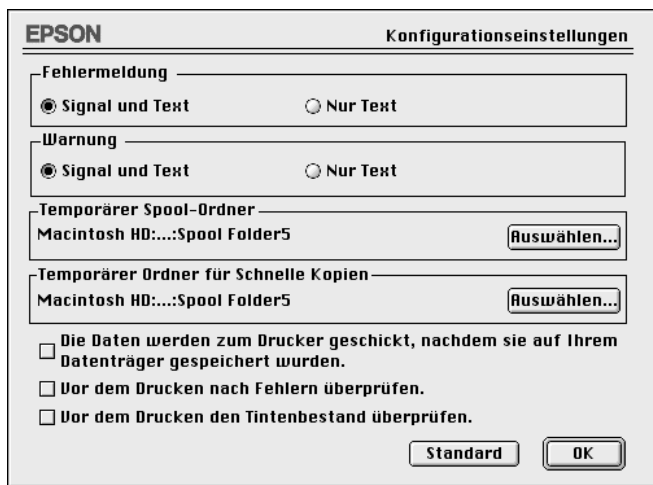 EPSON
Konfigurationseinstellungen
Fehlermeldung
Signal und Text
Nur Text
Warnung
Signal und Text
Nur Text
Temporärer Spool-Ordner
Macintosh HD:...:Spool Folder5
Auswählen...
Temporärer Ordner für Schnelle Kopien
Macintosh HD:...:Spool Folder5
Auswählen...
Die Daten werden zum Drucker geschickt, nachdem sie auf Ihrem
Datenträger gespeichert wurden.
Vor dem Drucken nach Fehlern überprüfen.
Vor dem Drucken den Tintenbestand überprüfen.
Standard
OK